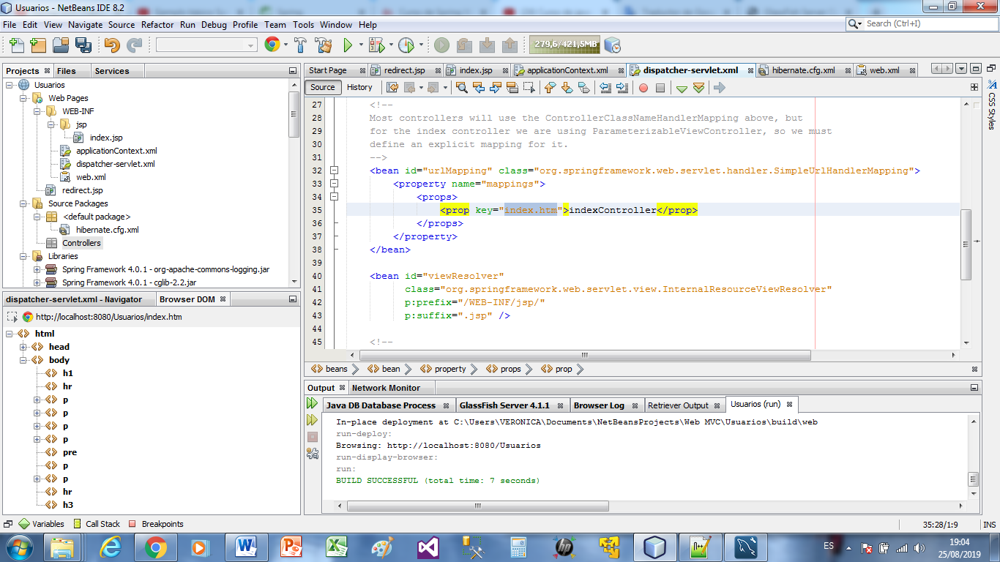 Usuarios - NetBeans IDE 8.2
File Edit View Navigate Source Refactor Run Debug Profile Team Tools Window Help
Search (Ctrl+I)
279,6/421,5MB
Projects Files Services
Usuarios
Web Pages
WEB-INF
jsp
index.jsp
applicationContext.xml
dispatcher-servlet.xml
web.xml
redirect.jsp
Source Packages
<default package>
hibernate.cfg.xml
Controllers
Libraries
Spring Framework 4.0.1 - org-apache-commons-logging.jar
Spring Framework 4.0.1 - cglib-2.2.jar
dispatcher-servlet.xml - Navigator Browser DOM
http://localhost:8080/Usuarios/index.htm
html
head
body
h1
hr
p
p
p
p
pre
p
p
hr
h3
Start Page redirect.jsp index.jsp applicationContext.xml dispatcher-servlet.xml hibernate.cfg.xml web.xml
Source History
27 <!--
28 Most controllers will use the ControllerClassNameHandlerMapping above, but
29 for the index controller we are using ParameterizableViewController, so we must
30 define an explicit mapping for it.
31 -->
32 <bean id="urlMapping" class="org.springframework.web.servlet.handler.SimpleUrlHandlerMapping">
33 <property name="mappings">
34 <props>
35 <prop key="index.htm">indexController</prop>
36 </props>
37 </property>
38 </bean>
39
40 <bean id="viewResolver"
41 class="org.springframework.web.servlet.view.InternalResourceViewResolver"
42 p:prefix="/WEB-INF/jsp/"
43 p:suffix=".jsp" />
44
45 <!--
CSS Styles
beans bean property props prop
Output Network Monitor
Java DB Database Process GlassFish Server 4.1.1 Browser Log Retriever Output Usuarios (run)
In-place deployment at C:\Users\VERONICA\Documents\NetBeansProjects\Web MVC\Usuarios\build\web
run-deploy:
Browsing: http://localhost:8080/Usuarios
run-display-browser:
run:
BUILD SUCCESSFUL (total time: 7 seconds)
Variables Call Stack Breakpoints
35:28/1:9 INS
ES
19:04
25/08/2019